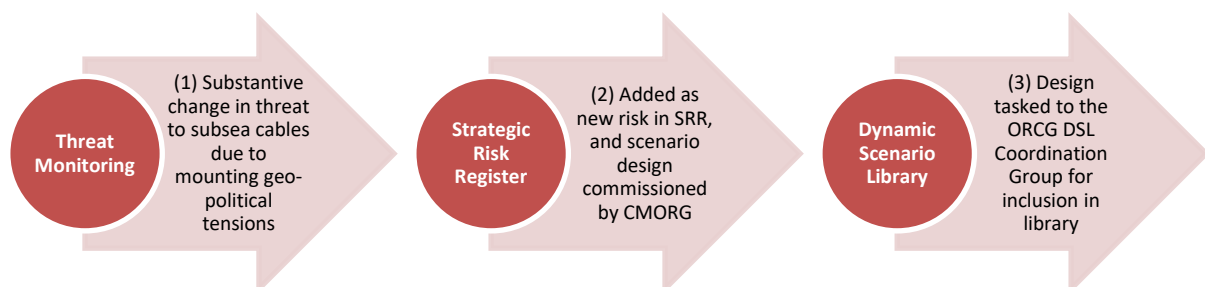 Threat
Monitoring
(1) Substantive
change in threat
to subsea cables
due to
mounting geo-
political
tensions
Strategic
Risk
Register
(2) Added as
new risk in SRR,
and scenario
design
commissioned
by CMORG
Dynamic
Scenario
Library
(3) Design
tasked to the
ORCG DSL
Coordination
Group for
inclusion in
library